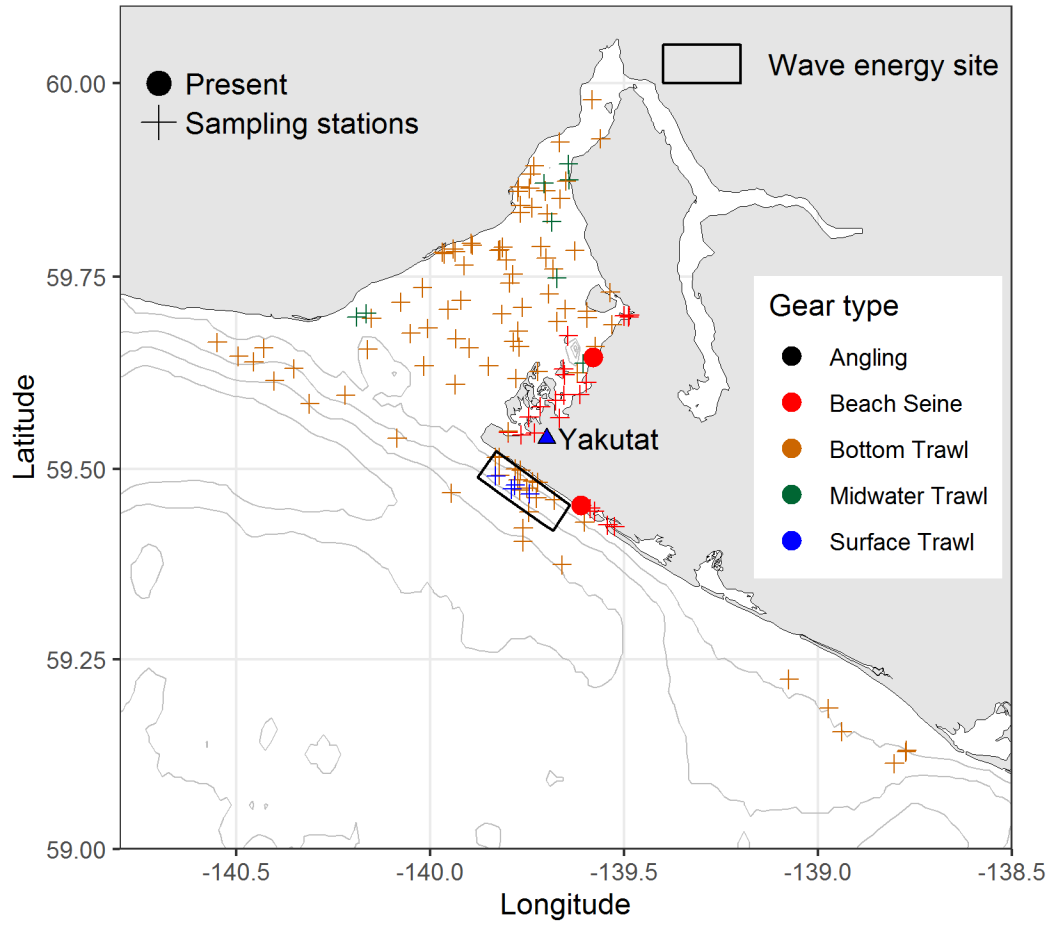 Present
Sampling stations
Wave energy site
60.00
59.75
59.50
59.25
59.00
Latitude
Yakutat
Gear type
Angling
Beach Seine
Bottom Trawl
Midwater Trawl
Surface Trawl
-140.5
-140.0
-139.5
-139.0
-138.5
Longitude